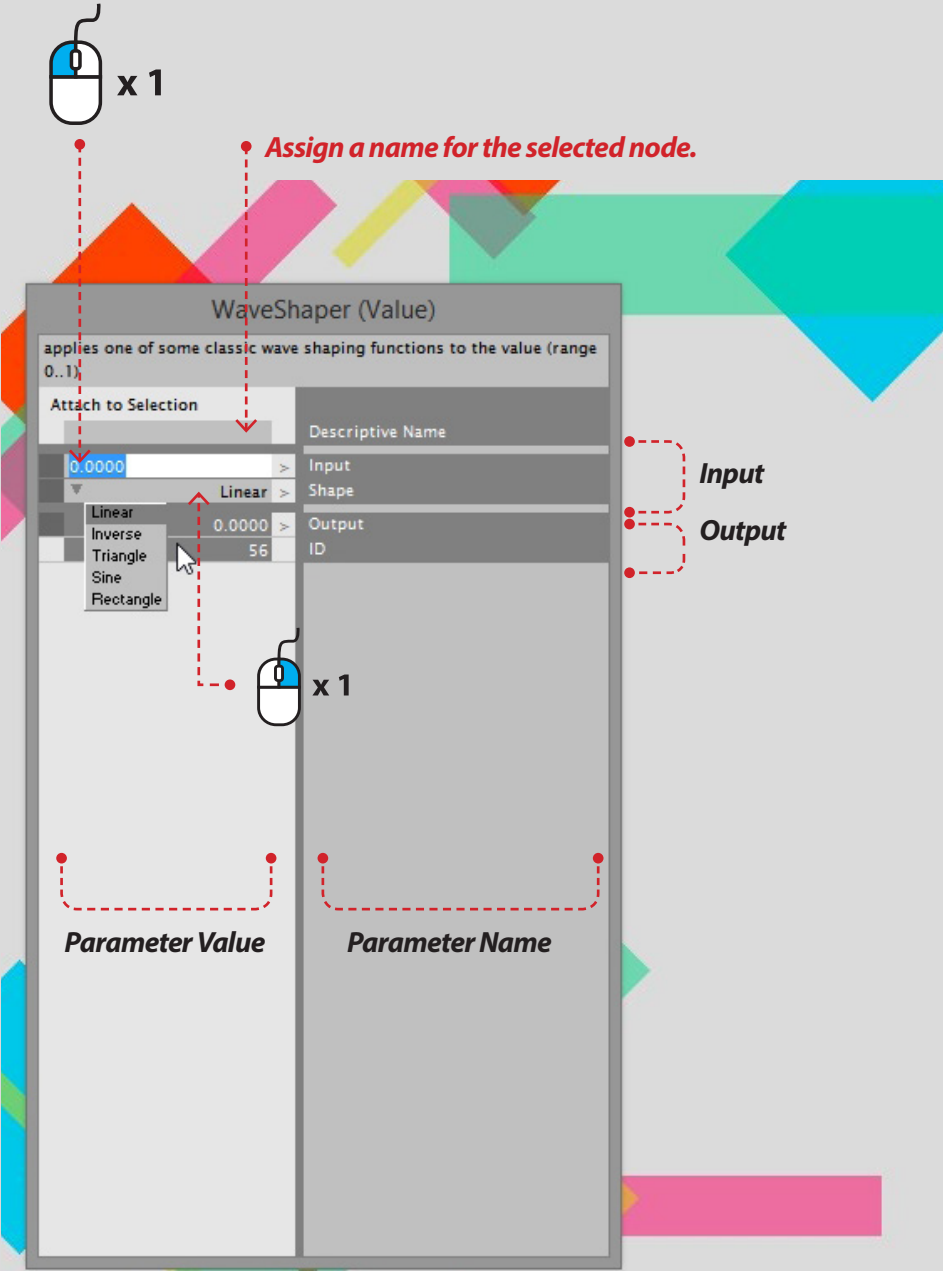 x 1
Assign a name for the selected node.
WaveShaper (Value)
applies one of some classic wave shaping functions to the value (range
0..1)
Attach to Selection
Descriptive Name
0.0000 > Input
Linear > Shape
Linear
0.0000 > Output
Inverse
56 ID
Triangle
Sine
Rectangle
Input
Output
x 1
Parameter Value
Parameter Name